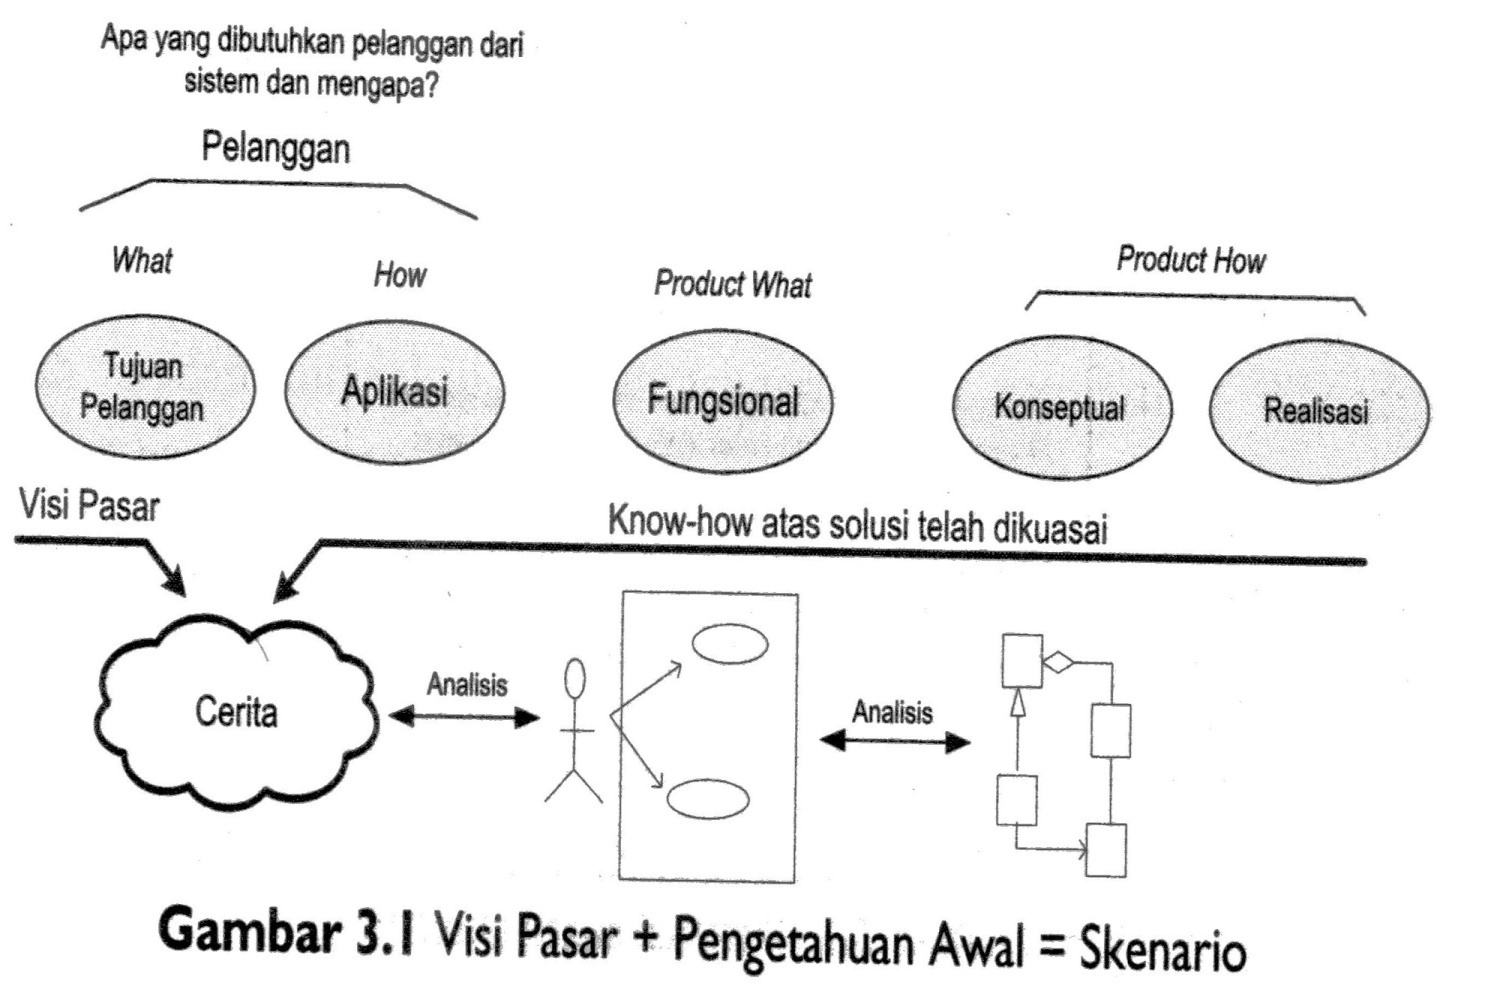 Apa yang dibutuhkan pelanggan dari
sistem dan mengapa?
Pelanggan
What
How
Product What
Product How
Tujuan
Pelanggan
Aplikasi
Fungsional
Konseptual
Realisasi
Visi Pasar
Know-how atas solusi telah dikuasai
Cerita
Analisis
Analisis
Gambar 3.1 Visi Pasar + Pengetahuan Awal = Skenario